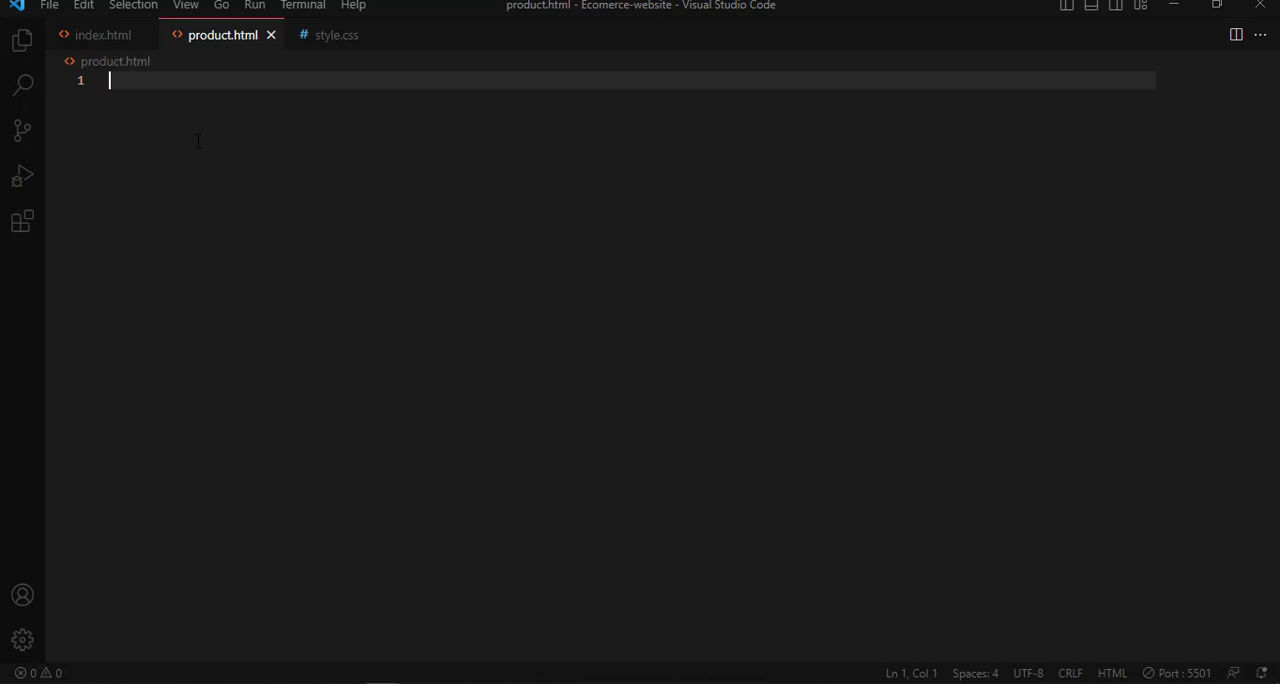 File Edit Selection View Go Run Terminal Help product.html - Ecomerce-website - Visual Studio Code
index.html product.html style.css
product.html
1
0 0 Ln 1, Col 1 Spaces: 4 UTF-8 CRLF HTML Port : 5501